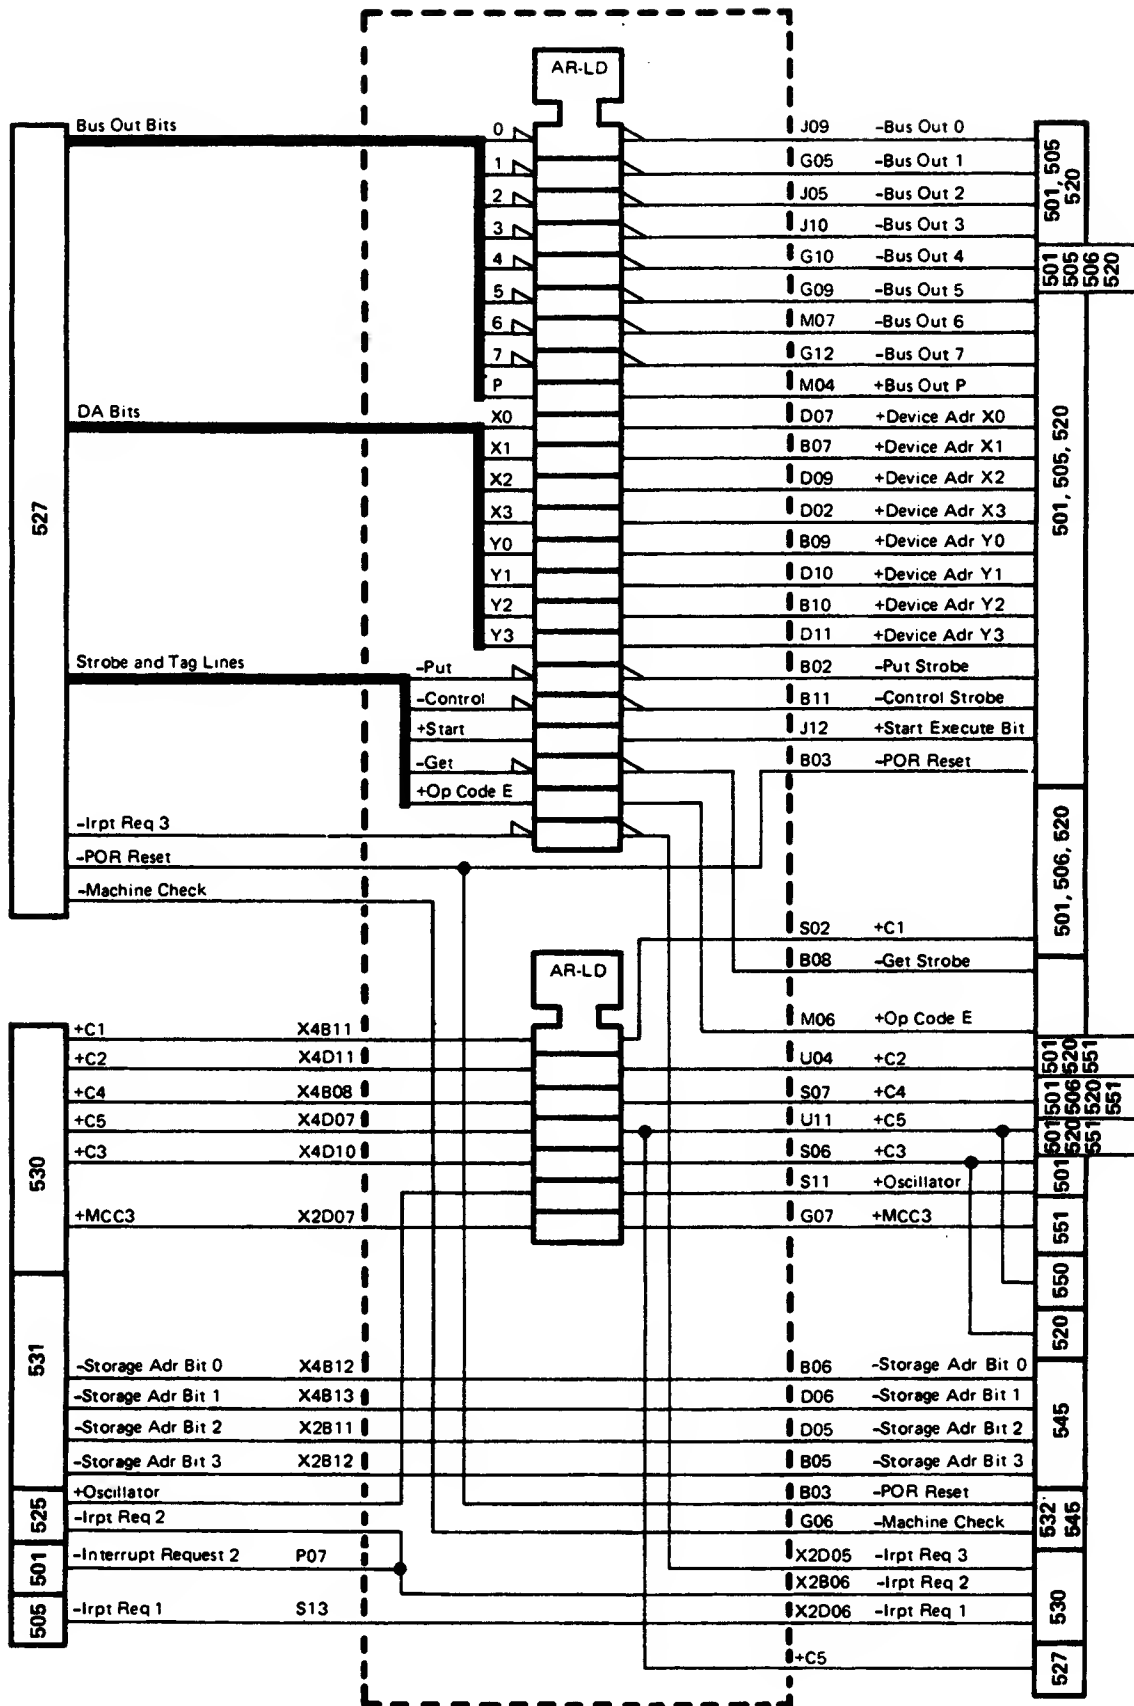 AR-LD
Bus Out Bits 0 J09 -Bus Out 0
1 G05 -Bus Out 1
2 J05 -Bus Out 2
3 J10 -Bus Out 3
4 G10 -Bus Out 4
5 G09 -Bus Out 5
6 M07 -Bus Out 6
7 G12 -Bus Out 7
P M04 +Bus Out P
DA Bits X0 D07 +Device Adr X0
X1 B07 +Device Adr X1
X2 D09 +Device Adr X2
X3 D02 +Device Adr X3
Y0 B09 +Device Adr Y0
Y1 D10 +Device Adr Y1
Y2 B10 +Device Adr Y2
Y3 D11 +Device Adr Y3
Strobe and Tag Lines -Put B02 -Put Strobe
-Control B11 -Control Strobe
+Start J12 +Start Execute Bit
-Get B03 -POR Reset
+Op Code E
-Irpt Req 3
-POR Reset
-Machine Check
527
501, 505
520
501
505
506
520
501, 505, 520
501, 506, 520
S02 +C1
AR-LD B08 -Get Strobe
M06 +Op Code E
+C1 X4B11
+C2 X4D11 U04 +C2
+C4 X4B08 S07 +C4
+C5 X4D07 U11 +C5
+C3 X4D10 S06 +C3
S11 +Oscillator
+MCC3 X2D07 G07 +MCC3
530
501
520
551
501
506
520
551
501
520
551
501
551
550
520
531
-Storage Adr Bit 0 X4B12 B06 -Storage Adr Bit 0
-Storage Adr Bit 1 X4B13 D06 -Storage Adr Bit 1
-Storage Adr Bit 2 X2B11 D05 -Storage Adr Bit 2
-Storage Adr Bit 3 X2B12 B05 -Storage Adr Bit 3
545
+Oscillator B03 -POR Reset
525
-Irpt Req 2 G06 -Machine Check
532
545
501
-Interrupt Request 2 P07 X2D05 -Irpt Req 3
X2B06 -Irpt Req 2
505
-Irpt Req 1 S13 X2D06 -Irpt Req 1
530
+C5
527